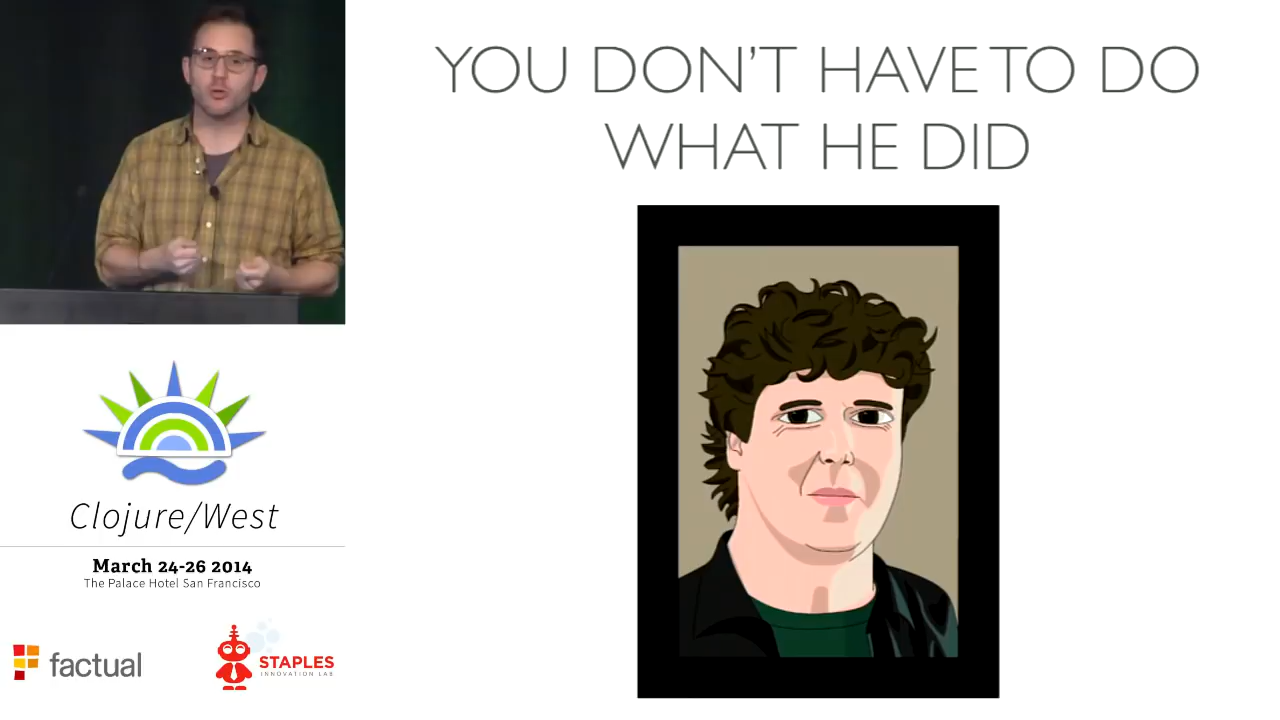 YOU DON'T HAVE TO DO
WHAT HE DID
Clojure/West
March 24-26 2014
The Palace Hotel San Francisco
factual
STAPLES
INNOVATION LAB